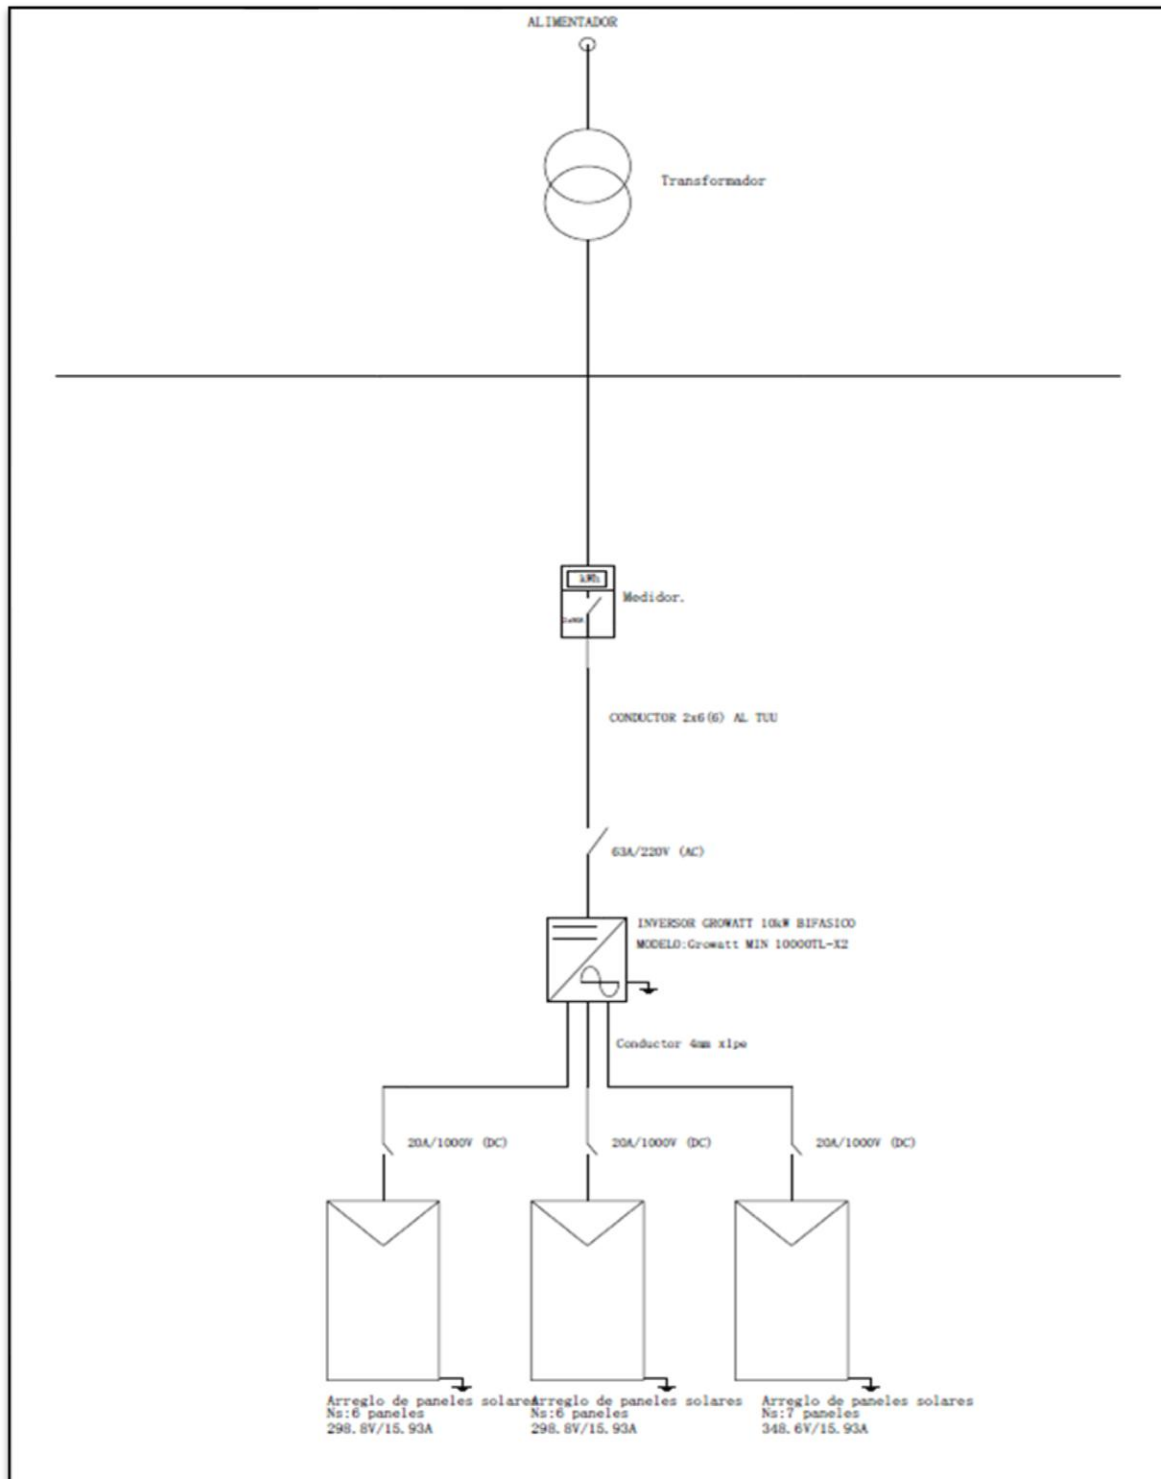 ALIMENTADOR
Transformador
kWh
Medidor.
CONDUCTOR 2x6(6) AL TUU
63A/220V (AC)
INVERSOR GROWATT 10kW BIFASICO
MODELO:Growatt MIN 10000TL-X2
Conductor 4mm xlpe
20A/1000V (DC)
20A/1000V (DC)
20A/1000V (DC)
Arreglo de paneles solares
Ns:6 paneles
298.8V/15.93A
Arreglo de paneles solares
Ns:6 paneles
298.8V/15.93A
Arreglo de paneles solares
Ns:7 paneles
348.6V/15.93A